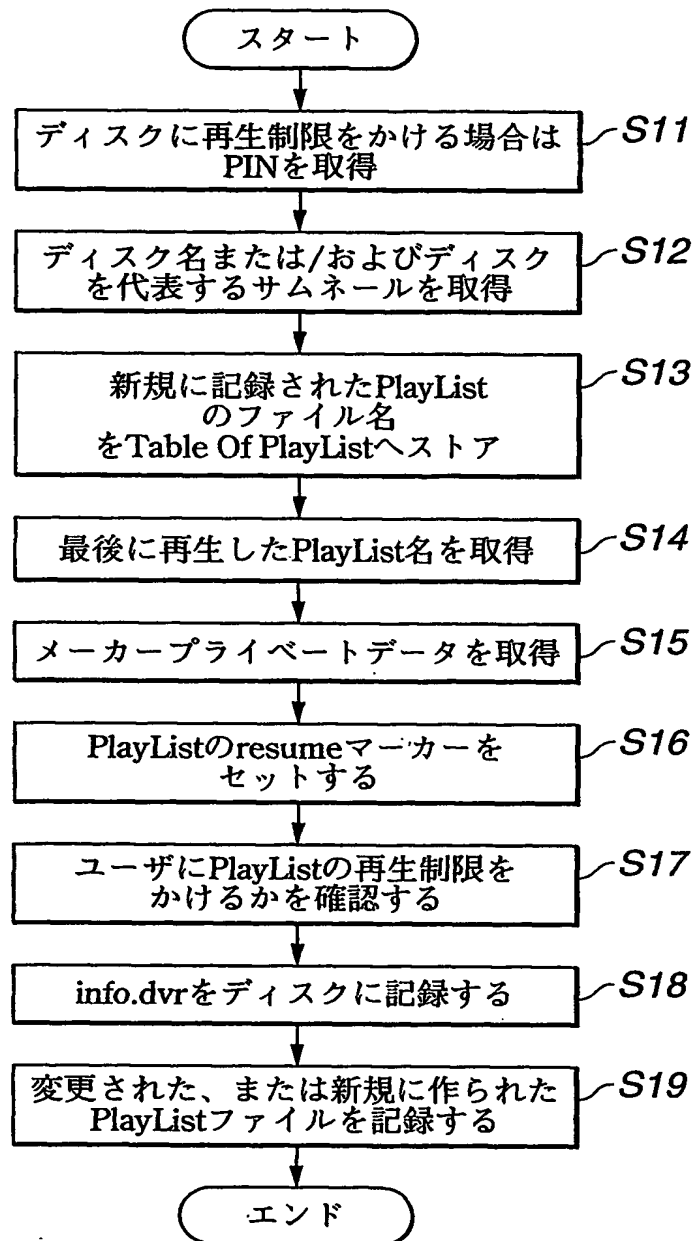 スタート
ディスクに再生制限をかける場合は
PINを取得
S11
ディスク名または/およびディスク
を代表するサムネールを取得
S12
新規に記録されたPlayList
のファイル名
をTable Of PlayListへストア
S13
最後に再生したPlayList名を取得
S14
メーカープライベートデータを取得
S15
PlayListのresumeマーカーを
セットする
S16
ユーザにPlayListの再生制限を
かけるかを確認する
S17
info.dvrをディスクに記録する
S18
変更された、または新規に作られた
PlayListファイルを記録する
S19
エンド